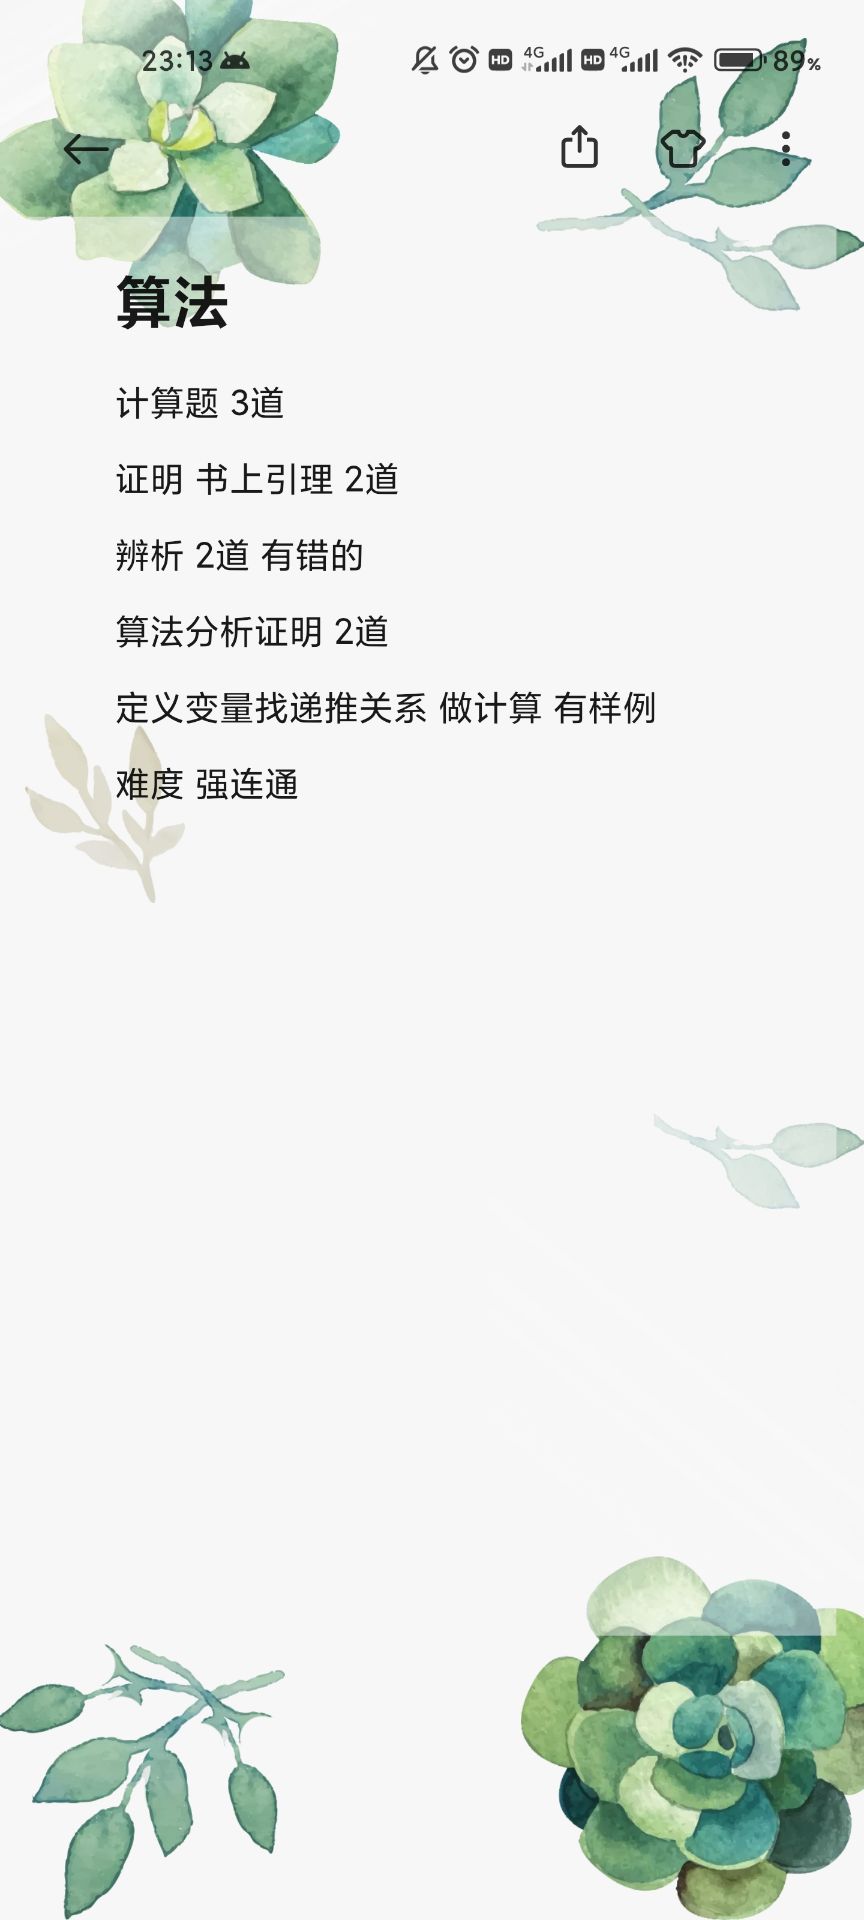 23:13 HD 4G HD 4G 89%
算法
计算题 3道
证明 书上引理 2道
辨析 2道 有错的
算法分析证明 2道
定义变量找递推关系 做计算 有样例
难度 强连通